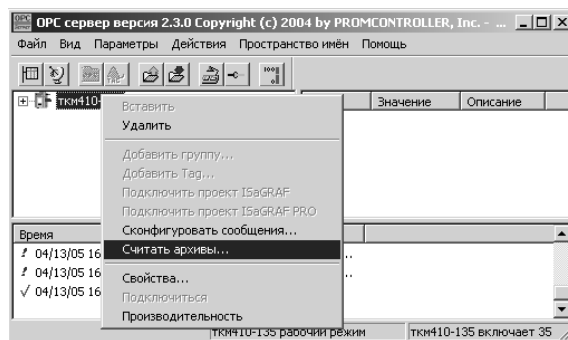 OPC сервер версия 2.3.0 Copyright (c) 2004 by PROMCONTROLLER, Inc. - ...
Файл Вид Параметры Действия Пространство имён Помощь
ткм410-
Значение Описание
Вставить
Удалить
Добавить группу...
Добавить Tag...
Подключить проект ISaGRAF
Подключить проект ISaGRAF PRO
Сконфигуровать сообщения...
Считать архивы...
Свойства...
Подключиться
Производительность
Время
04/13/05 16
04/13/05 16
04/13/05 16
ткм410-135 рабочий режим ткм410-135 включает 35